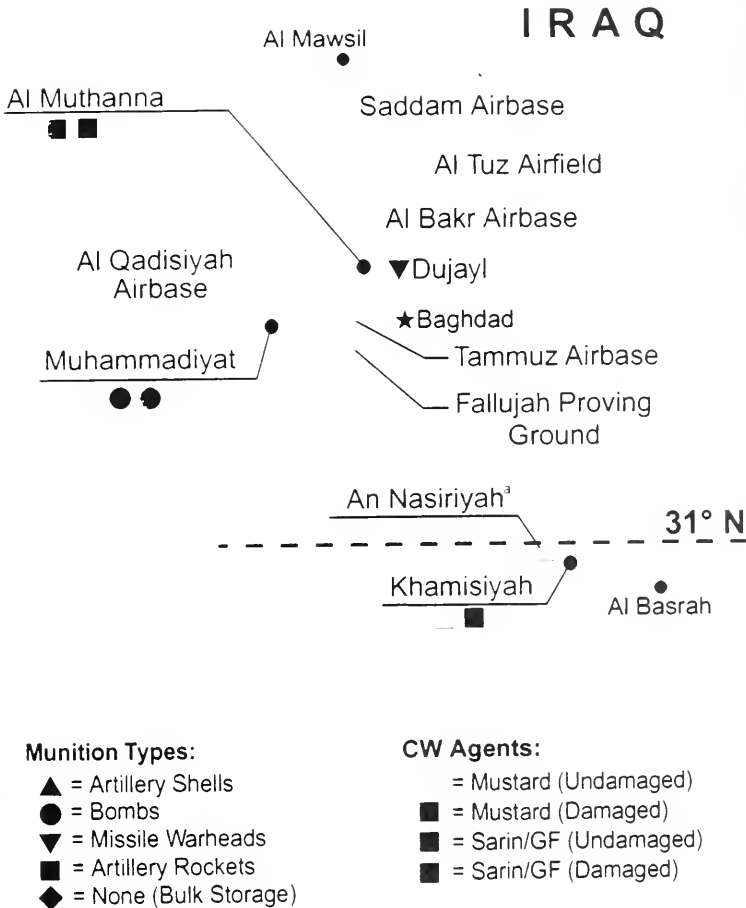 I R A Q
Al Mawsil
Al Muthanna
Saddam Airbase
Al Tuz Airfield
Al Bakr Airbase
Al Qadisiyah
Airbase
Dujayl
Baghdad
Muhammadiyat
Tammuz Airbase
Fallujah Proving
Ground
An Nasiriyahª
31° N
Khamisiyah
Al Basrah
Munition Types:
▲ = Artillery Shells
● = Bombs
▼ = Missile Warheads
■ = Artillery Rockets
◆ = None (Bulk Storage)
CW Agents:
= Mustard (Undamaged)
■ = Mustard (Damaged)
■ = Sarin/GF (Undamaged)
■ = Sarin/GF (Damaged)